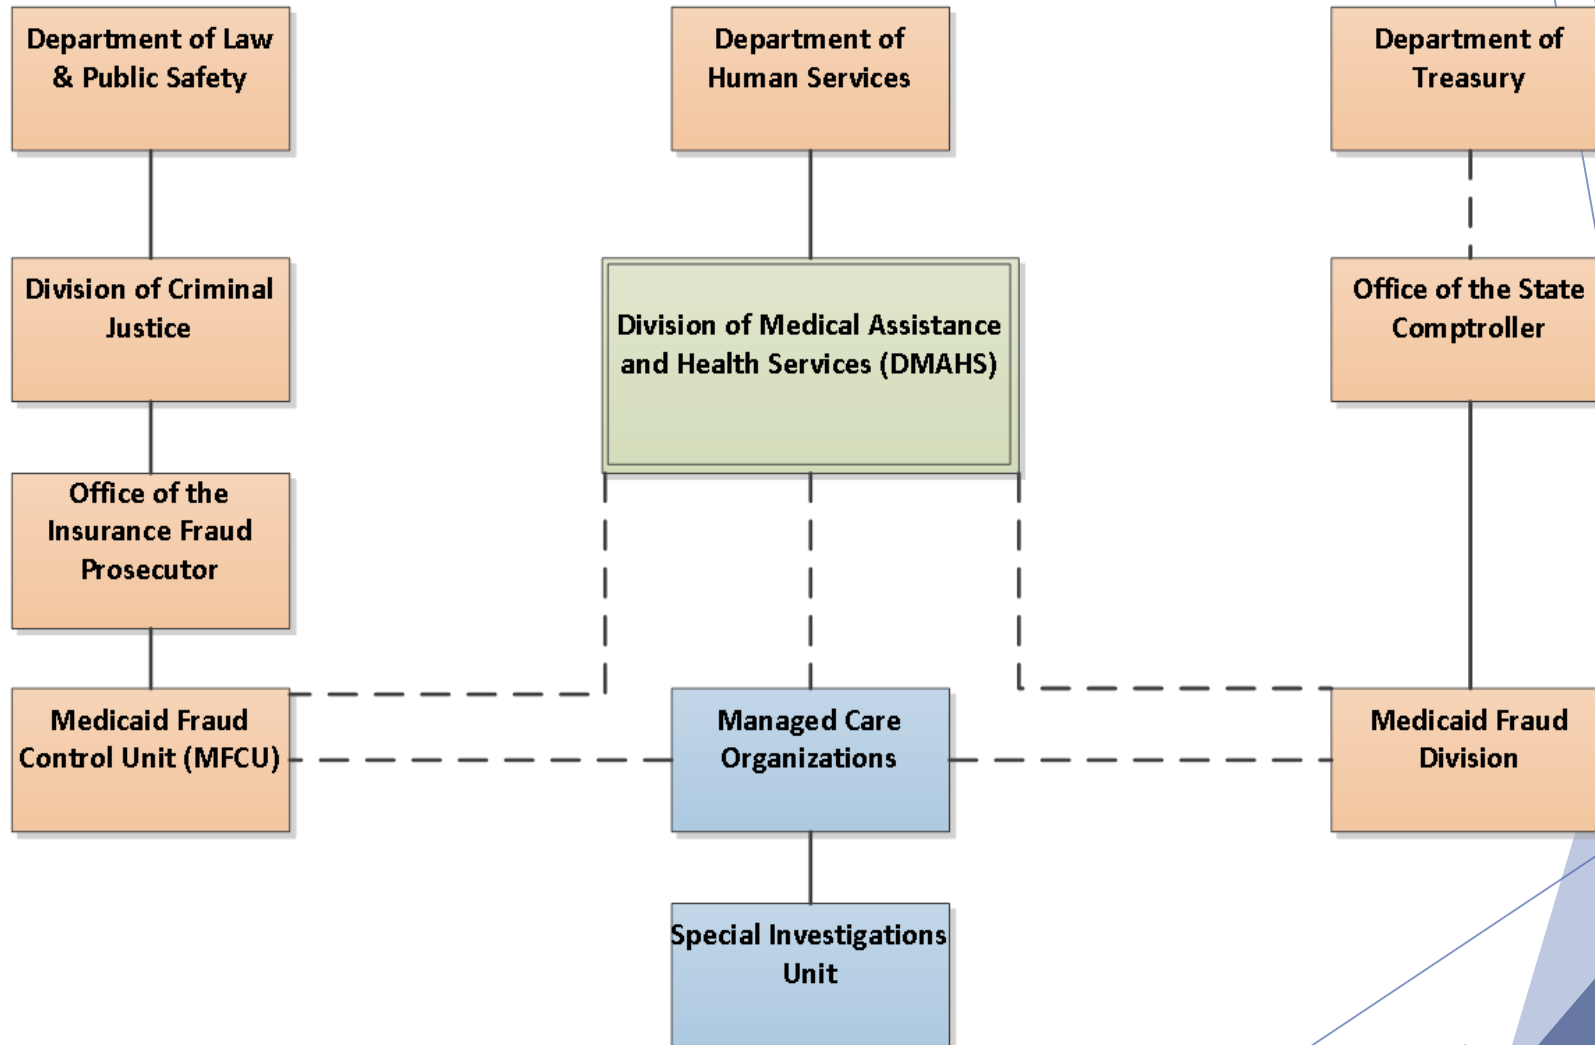 Department of Law
& Public Safety
Department of
Human Services
Department of
Treasury
Division of Criminal
Justice
Division of Medical Assistance
and Health Services (DMAHS)
Office of the State
Comptroller
Office of the
Insurance Fraud
Prosecutor
Medicaid Fraud
Control Unit (MFCU)
Managed Care
Organizations
Medicaid Fraud
Division
Special Investigations
Unit